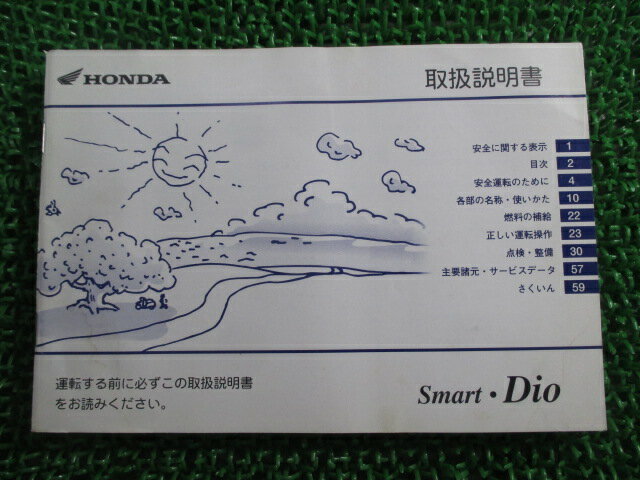 HONDA
取扱説明書
安全に関する表示 1
目次 2
安全運転のために 4
各部の名称・使いかた 10
燃料の補給 22
正しい運転操作 23
点検・整備 30
主要諸元・サービスデータ 57
さくいん 59
運転する前に必ずこの取扱説明書
をお読みください。
Smart・Dio